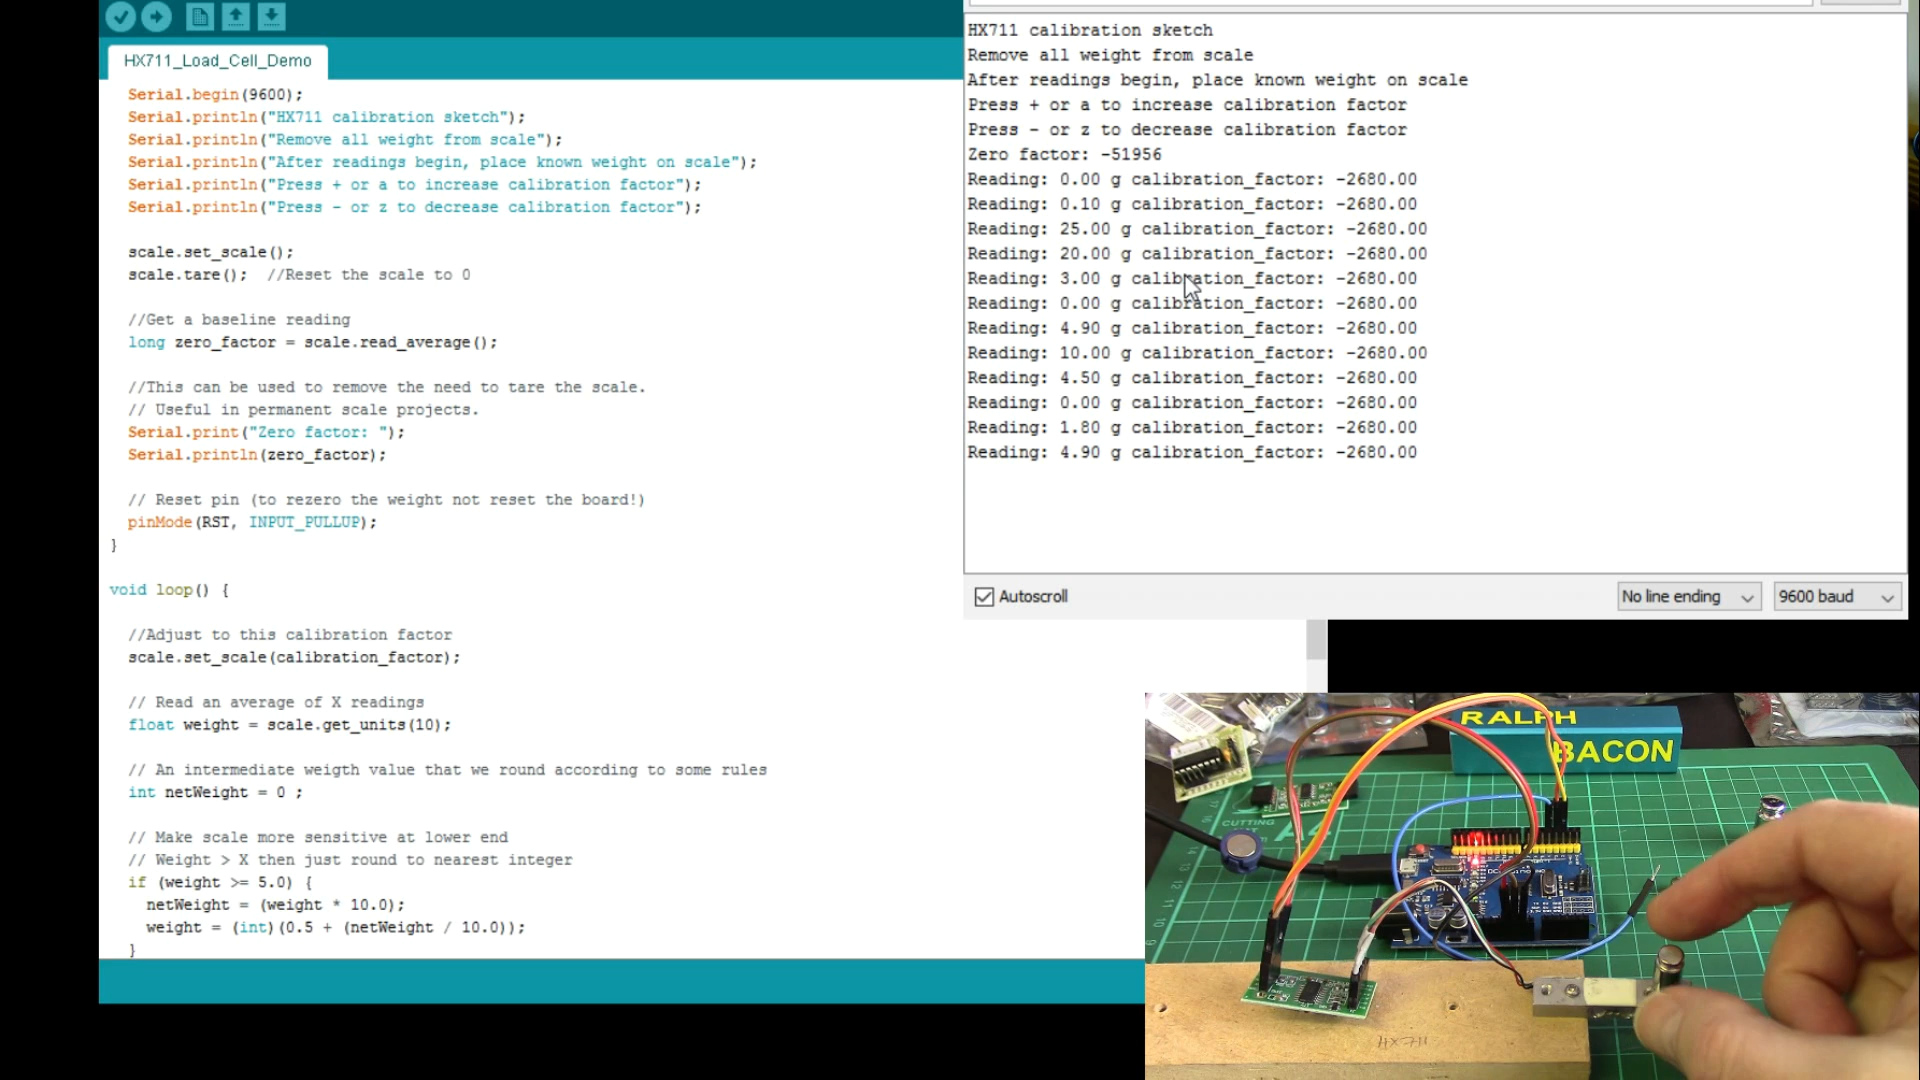 HX711_Load_Cell_Demo
Serial.begin(9600);
Serial.println("HX711 calibration sketch");
Serial.println("Remove all weight from scale");
Serial.println("After readings begin, place known weight on scale");
Serial.println("Press + or a to increase calibration factor");
Serial.println("Press - or z to decrease calibration factor");
scale.set_scale();
scale.tare();  //Reset the scale to 0
//Get a baseline reading
long zero_factor = scale.read_average();
//This can be used to remove the need to tare the scale.
// Useful in permanent scale projects.
Serial.print("Zero factor: ");
Serial.println(zero_factor);
// Reset pin (to rezero the weight not reset the board!)
pinMode(RST, INPUT_PULLUP);
}
void loop() {
//Adjust to this calibration factor
scale.set_scale(calibration_factor);
// Read an average of X readings
float weight = scale.get_units(10);
// An intermediate weigth value that we round according to some rules
int netWeight = 0 ;
// Make scale more sensitive at lower end
// Weight > X then just round to nearest integer
if (weight >= 5.0) {
netWeight = (weight * 10.0);
weight = (int)(0.5 + (netWeight / 10.0));
}
HX711 calibration sketch
Remove all weight from scale
After readings begin, place known weight on scale
Press + or a to increase calibration factor
Press - or z to decrease calibration factor
Zero factor: -51956
Reading: 0.00 g calibration_factor: -2680.00
Reading: 0.10 g calibration_factor: -2680.00
Reading: 25.00 g calibration_factor: -2680.00
Reading: 20.00 g calibration_factor: -2680.00
Reading: 3.00 g calibration_factor: -2680.00
Reading: 0.00 g calibration_factor: -2680.00
Reading: 4.90 g calibration_factor: -2680.00
Reading: 10.00 g calibration_factor: -2680.00
Reading: 4.50 g calibration_factor: -2680.00
Reading: 0.00 g calibration_factor: -2680.00
Reading: 1.80 g calibration_factor: -2680.00
Reading: 4.90 g calibration_factor: -2680.00
Autoscroll
No line ending
9600 baud
RALPH
BACON
CUTTING